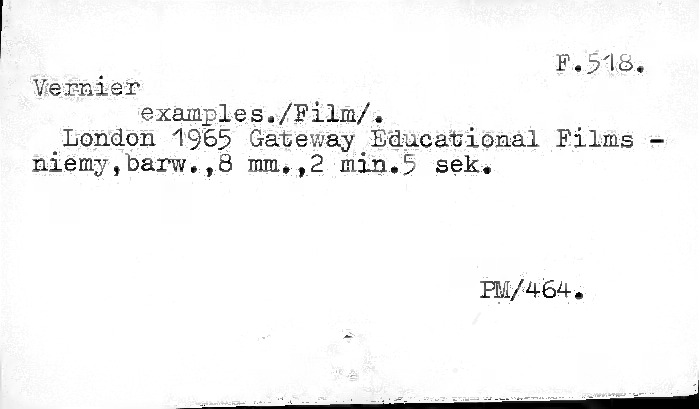 F.518.
Vernier
examples./Film/.
London 1965 Gateway Educational Films -
niemy,barw.,8 mm.,2 min.5 sek.
PM/464.